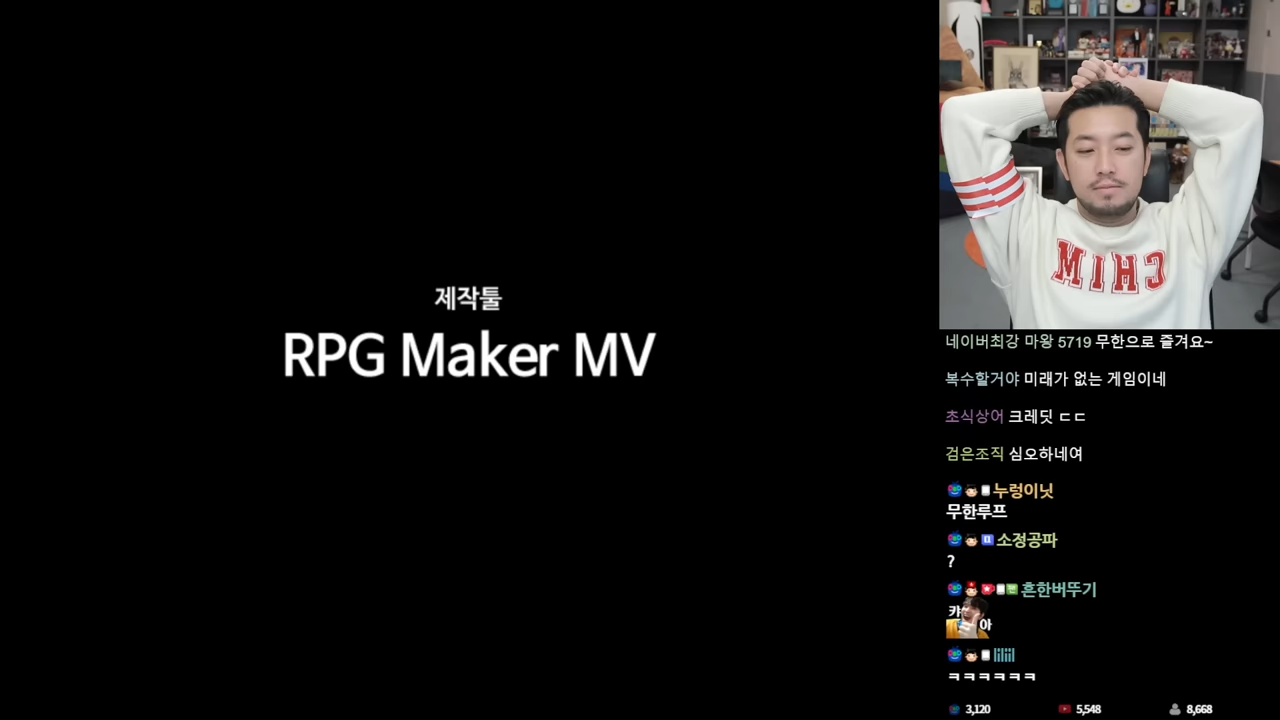 제작툴
RPG Maker MV
MIHC
네이버최강 마왕 5719 무한으로 즐겨요~
복수할거야 미래가 없는 게임이네
초식상어 크레딧 ㄷㄷ
검은조직 심오하네여
누렁이닛
무한루프
소정공파
?
흔한버뚜기
아
lilill
ㅋㅋㅋㅋㅋㅋ
3,120 5,548 8,668